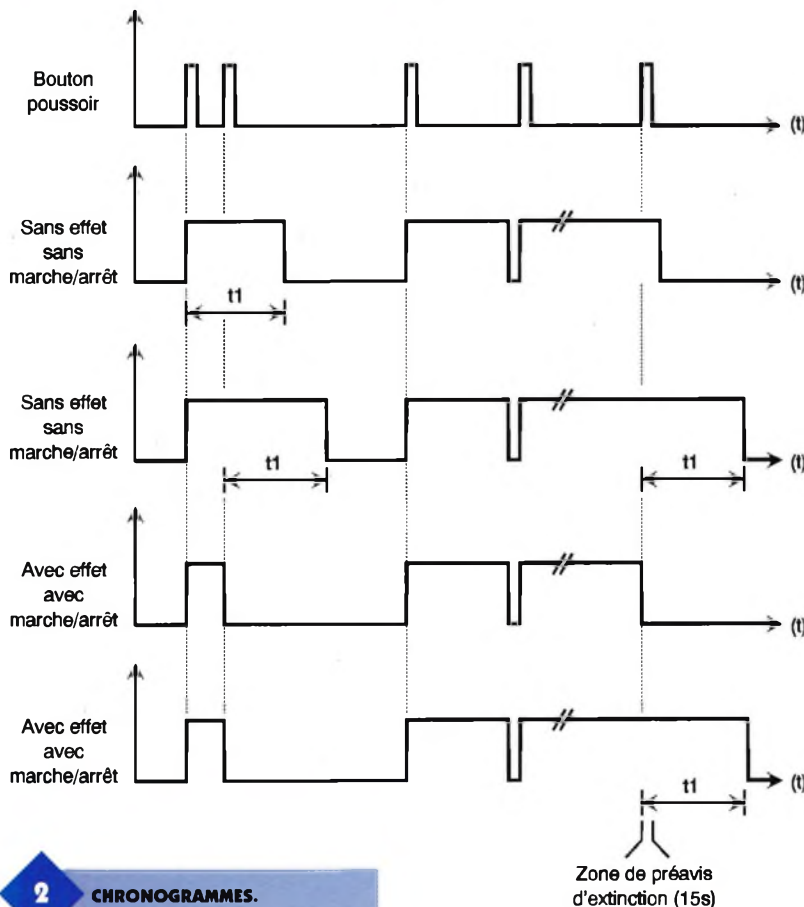 Bouton
poussoir
(t)
Sans effet
sans
marche/arrêt
(t)
t1
Sans effet
sans
marche/arrêt
(t)
t1
t1
Avec effet
avec
marche/arrêt
(t)
Avec effet
avec
marche/arrêt
(t)
t1
Zone de préavis
d'extinction (15s)
2 CHRONOGRAMMES.